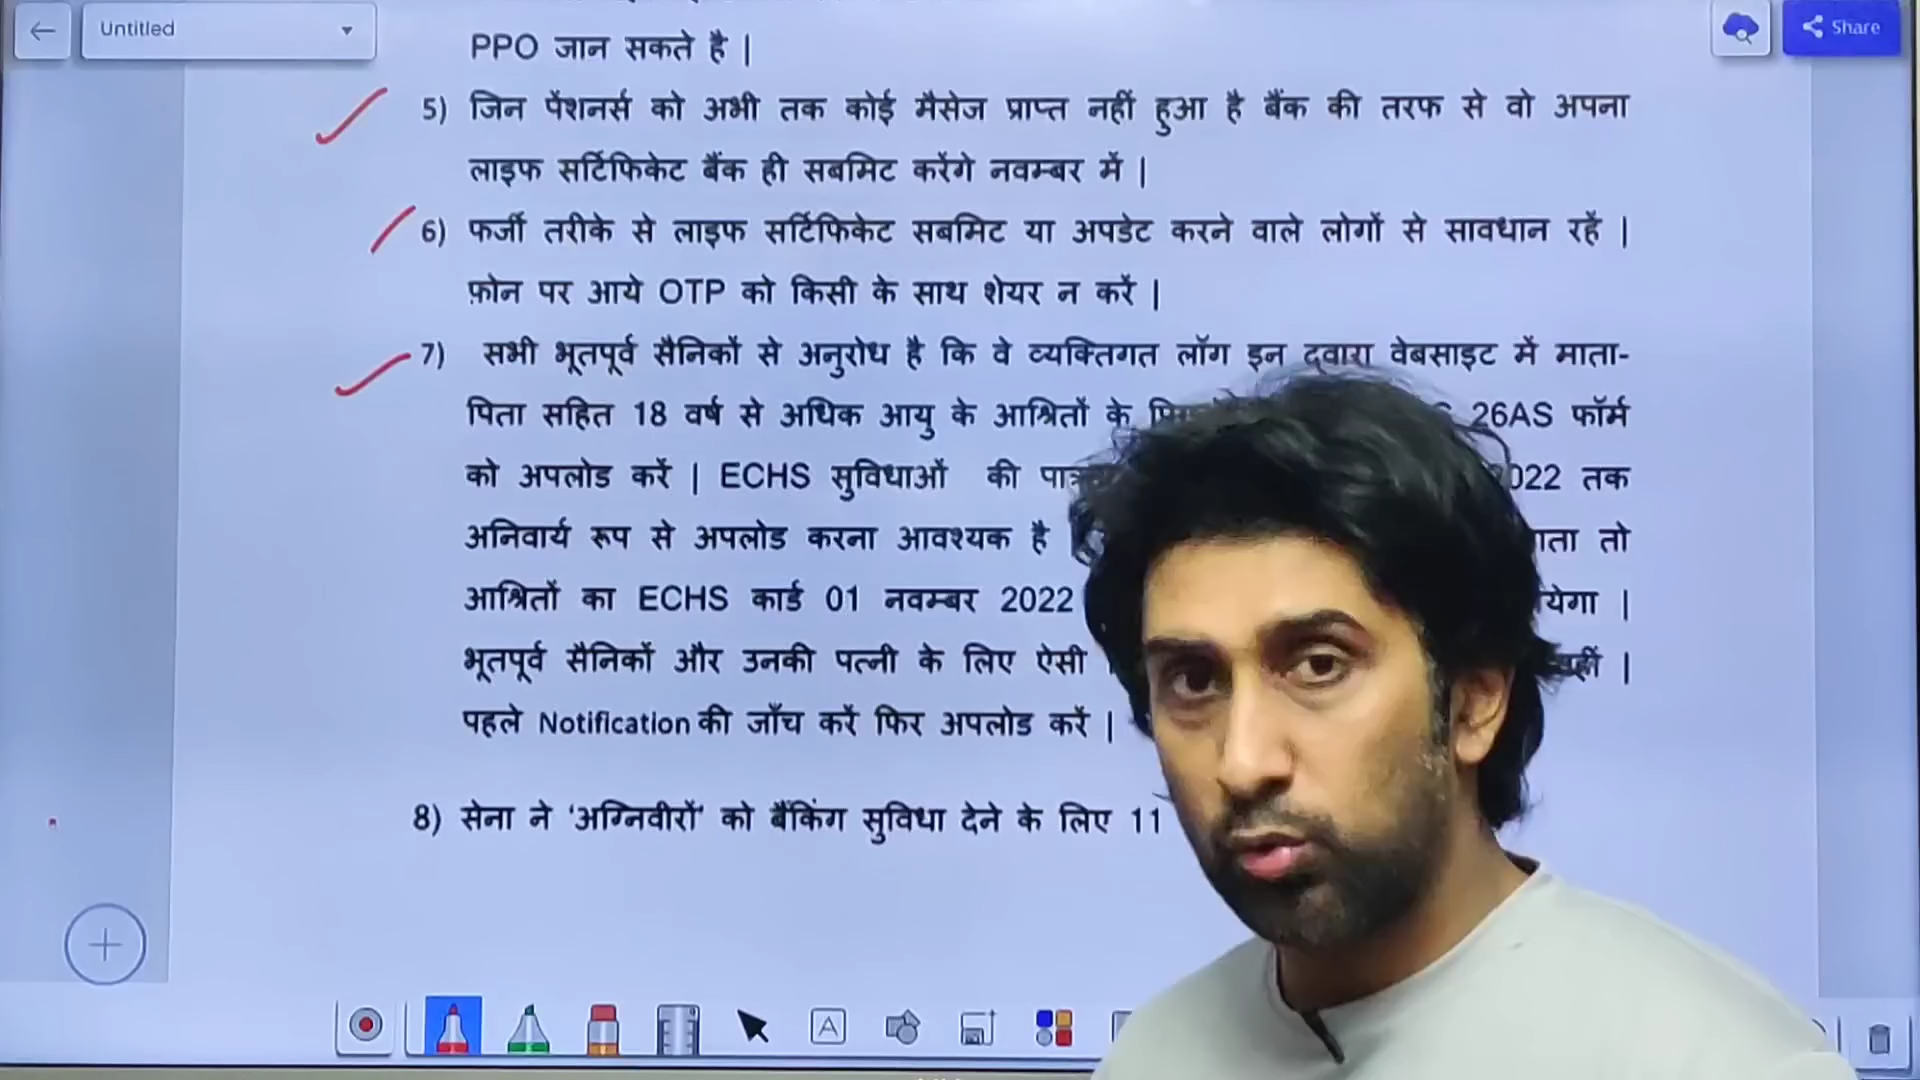 Untitled
Share
PPO जान सकते है |
5) जिन पेंशनर्स को अभी तक कोई मैसेज प्राप्त नहीं हुआ है बैंक की तरफ से वो अपना
लाइफ सर्टिफिकेट बैंक ही सबमिट करेंगे नवम्बर में |
6) फर्जी तरीके से लाइफ सर्टिफिकेट सबमिट या अपडेट करने वाले लोगों से सावधान रहें |
फ़ोन पर आये OTP को किसी के साथ शेयर न करें |
7) सभी भूतपूर्व सैनिकों से अनुरोध है कि वे व्यक्तिगत लॉग इन द्वारा वेबसाइट में माता-
पिता सहित 18 वर्ष से अधिक आयु के आश्रितों के 26AS फॉर्म
को अपलोड करें | ECHS सुविधाओं की तक
अनिवार्य रूप से अपलोड करना आवश्यक है तो
आश्रितों का ECHS कार्ड 01 नवम्बर 2022 |
भूतपूर्व सैनिकों और उनकी पत्नी के लिए ऐसी |
पहले Notification की जाँच करें फिर अपलोड करें |
8) सेना ने 'अग्निवीरों' को बैंकिंग सुविधा देने के लिए 11
A